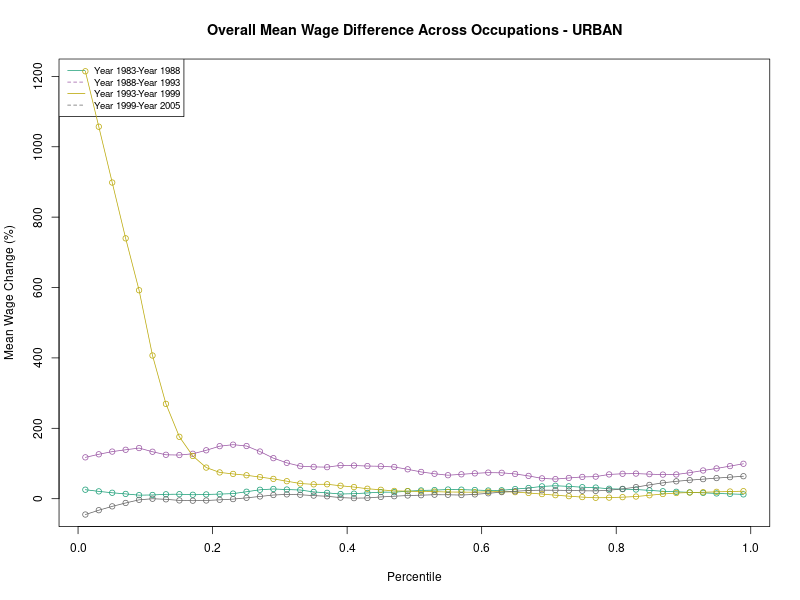 Overall Mean Wage Difference Across Occupations - URBAN
Year 1983-Year 1988
Year 1988-Year 1993
Year 1993-Year 1999
Year 1999-Year 2005
Mean Wage Change (%)
1200
1000
800
600
400
200
0
0.0 0.2 0.4 0.6 0.8 1.0
Percentile